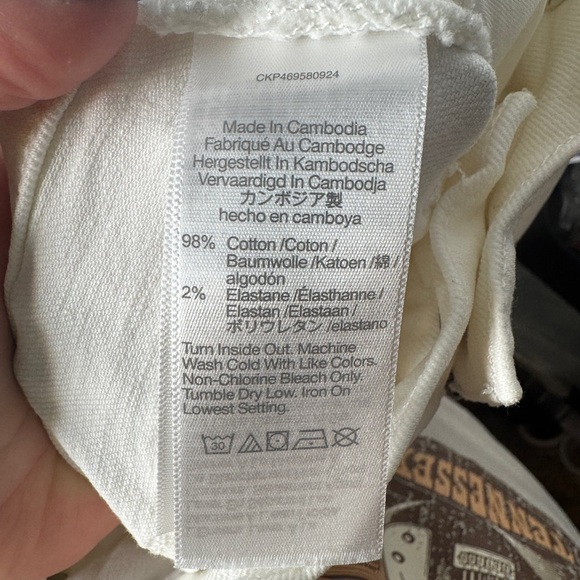 CKP469580924
Made In Cambodia
Fabriqué Au Cambodge
Hergestellt In Kambodscha
Vervaardigd In Cambodja
カンボジア製
hecho en camboya
98% Cotton /Coton /
Baumwolle /Katoen /綿 /
algodón
2% Elastane /Élasthanne /
Elastan /Elastaan /
ポリウレタン /elastano
Turn Inside Out. Machine
Wash Cold With Like Colors.
Non-Chlorine Bleach Only.
Tumble Dry Low. Iron On
Lowest Setting.
30
TENNESSEE